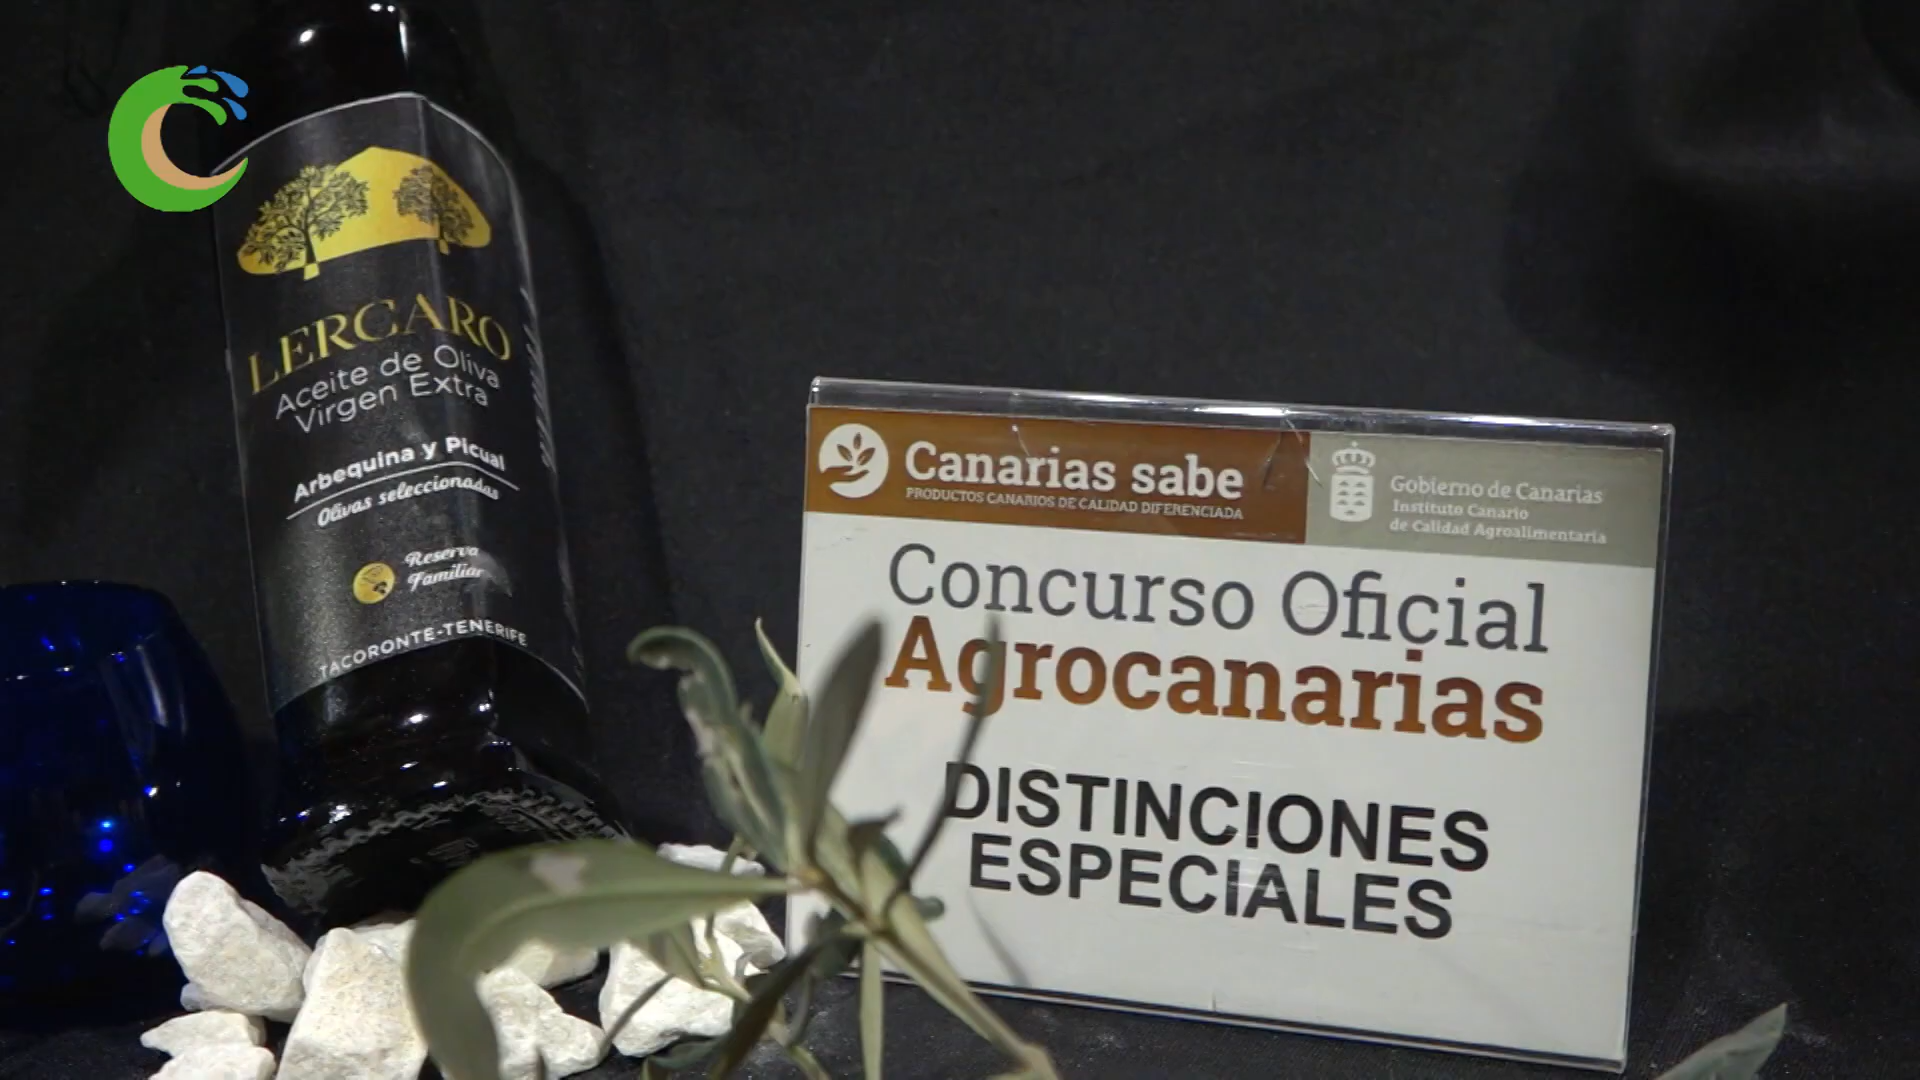 LERCARO
Aceite de Oliva
Virgen Extra
Arbequina y Picual
Olivas seleccionadas
Reserva
Familiar
TACORONTE-TENERIFE
Canarias sabe
PRODUCTOS CANARIOS DE CALIDAD DIFERENCIADA
Gobierno de Canarias
Instituto Canario
de Calidad Agroalimentaria
Concurso Oficial
Agrocanarias
DISTINCIONES
ESPECIALES